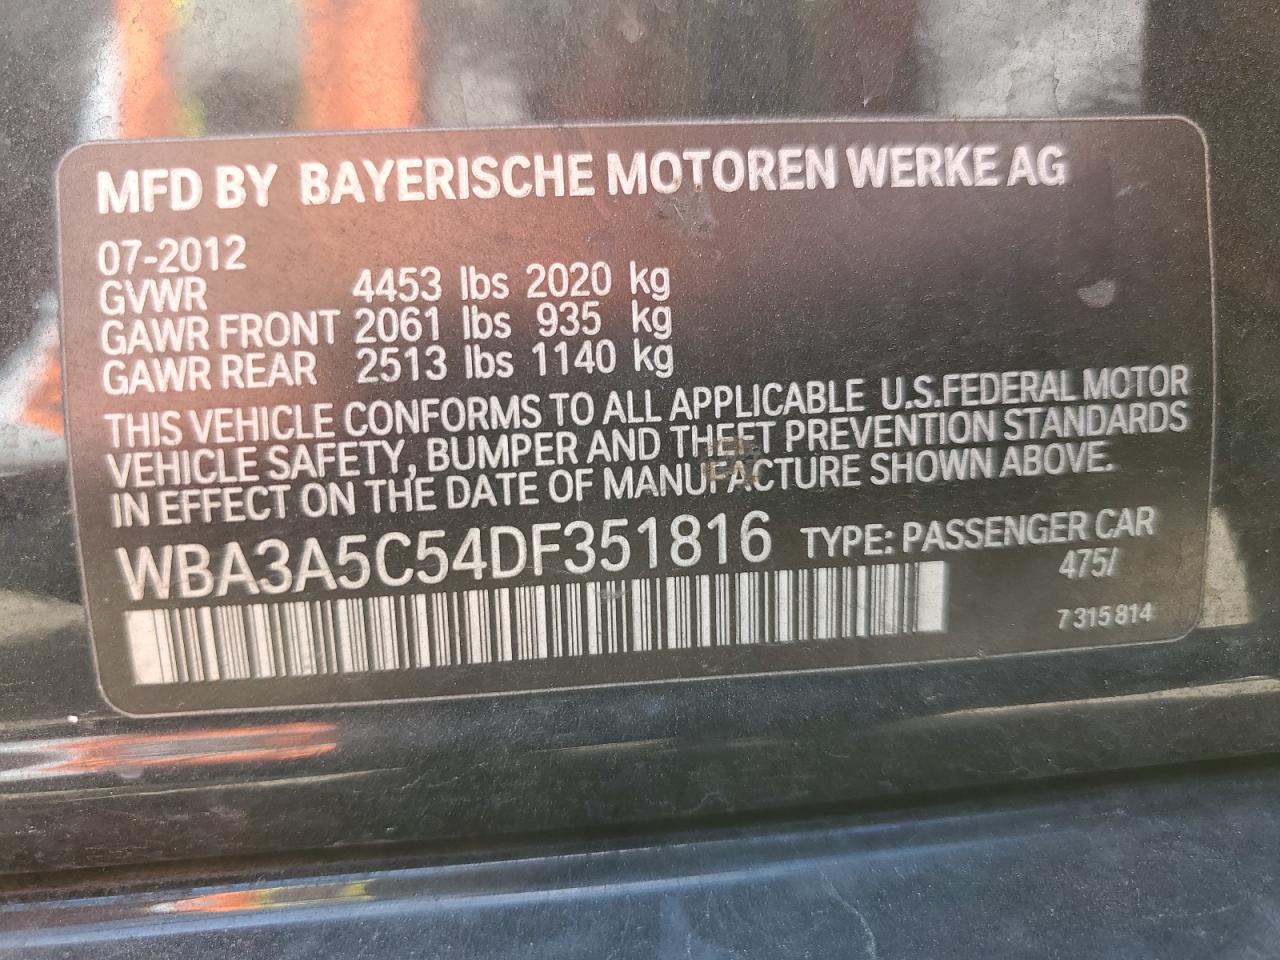 MFD BY BAYERISCHE MOTOREN WERKE AG
07-2012
GVWR 4453 lbs 2020 kg
GAWR FRONT 2061 lbs 935 kg
GAWR REAR 2513 lbs 1140 kg
THIS VEHICLE CONFORMS TO ALL APPLICABLE U.S.FEDERAL MOTOR
VEHICLE SAFETY, BUMPER AND THEFT PREVENTION STANDARDS
IN EFFECT ON THE DATE OF MANUFACTURE SHOWN ABOVE.
WBA3A5C54DF351816 TYPE: PASSENGER CAR
475/
7 315 814